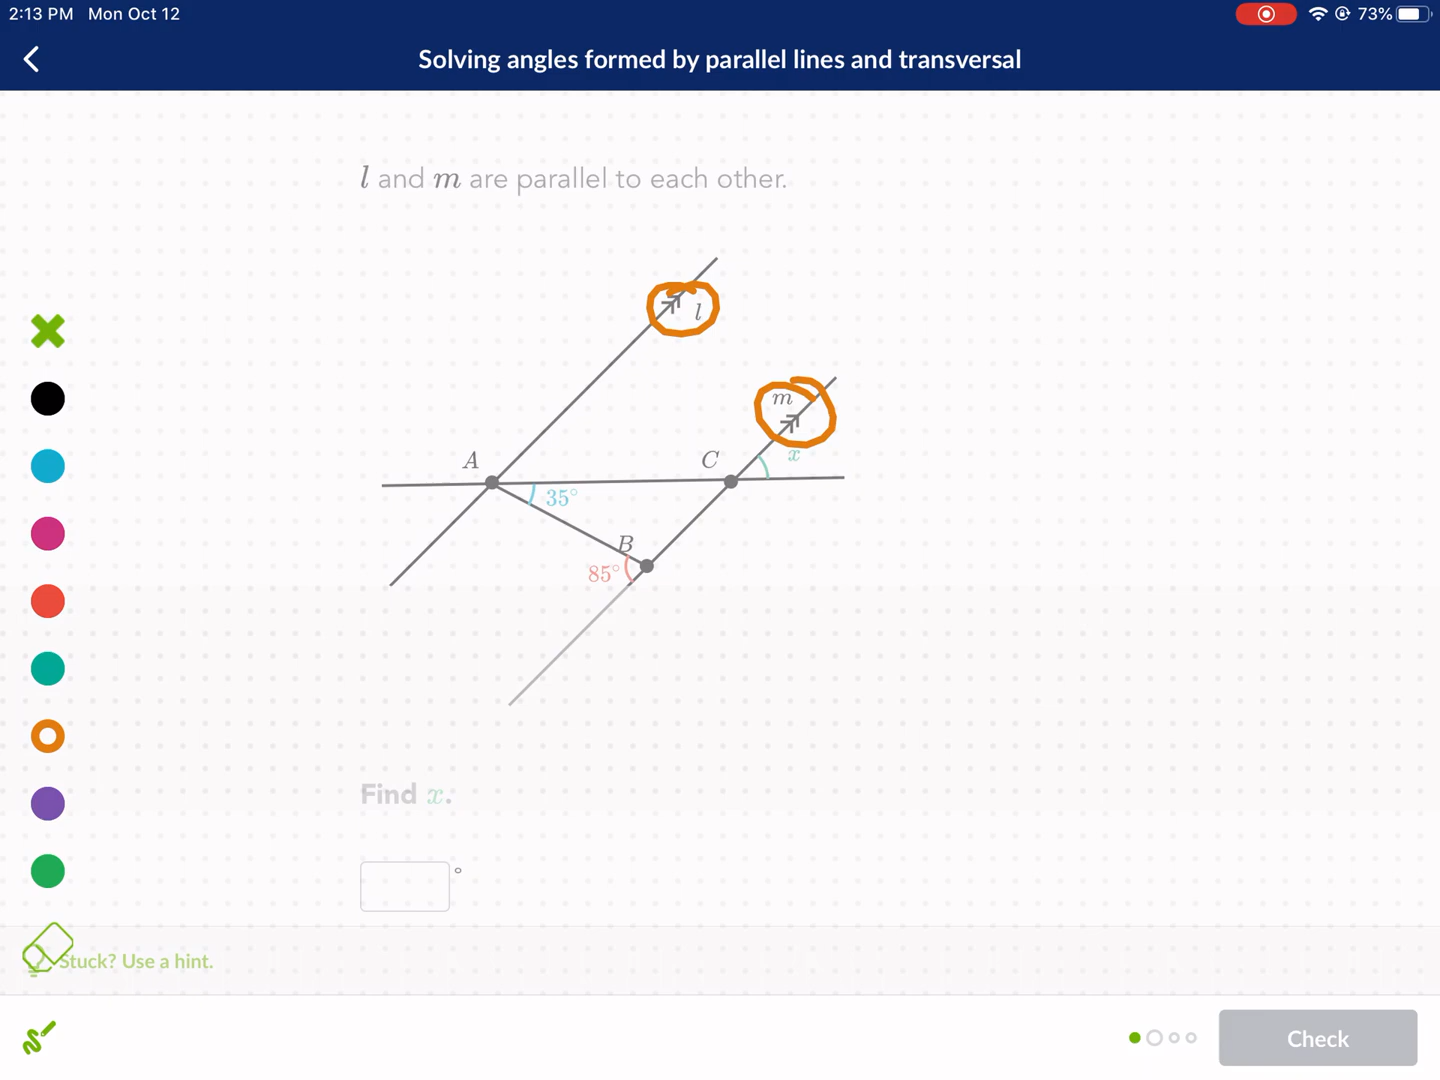 2:13 PM Mon Oct 12 73%
Solving angles formed by parallel lines and transversal
l and m are parallel to each other.
l
m
A
C
x
35°
B
85°
Find x.
°
Stuck? Use a hint.
Check